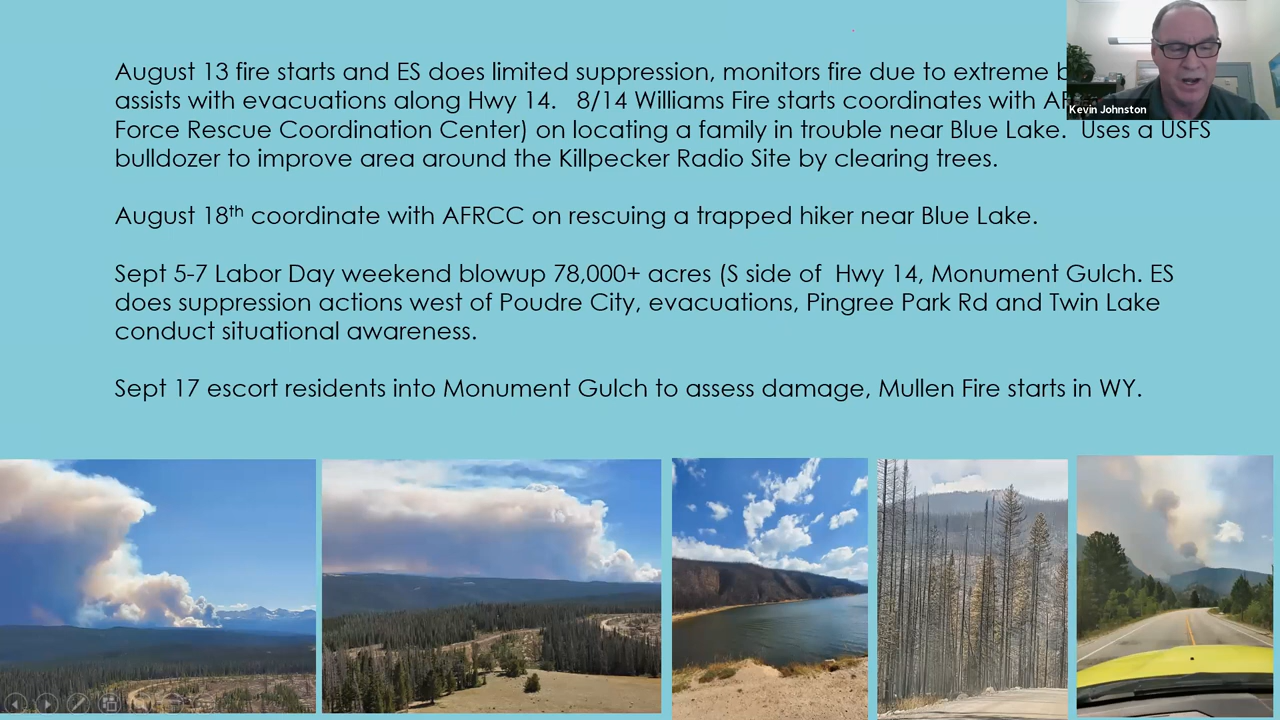 August 13 fire starts and ES does limited suppression, monitors fire due to extreme
assists with evacuations along Hwy 14. 8/14 Williams Fire starts coordinates with
Kevin Johnston
Force Rescue Coordination Center) on locating a family in trouble near Blue Lake. Uses a USFS
bulldozer to improve area around the Killpecker Radio Site by clearing trees.
August 18th coordinate with AFRCC on rescuing a trapped hiker near Blue Lake.
Sept 5-7 Labor Day weekend blowup 78,000+ acres (S side of Hwy 14, Monument Gulch. ES
does suppression actions west of Poudre City, evacuations, Pingree Park Rd and Twin Lake
conduct situational awareness.
Sept 17 escort residents into Monument Gulch to assess damage, Mullen Fire starts in WY.